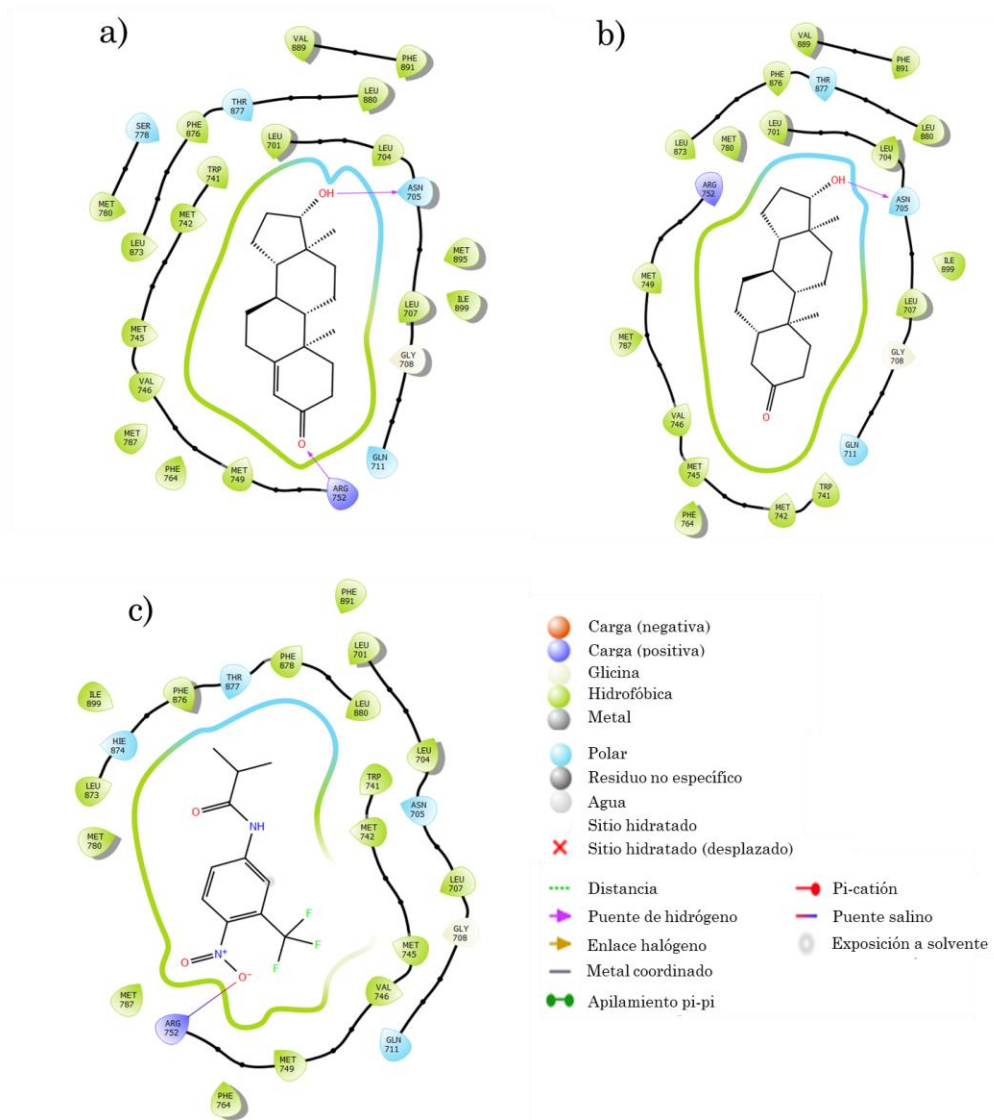 a)
VAL
889
PHE
891
LEU
880
THR
877
PHE
876
SER
778
LEU
701
LEU
704
TRP
741
ASN
705
OH
MET
780
MET
742
LEU
873
MET
895
ILE
899
LEU
707
MET
745
GLY
708
VAL
746
MET
787
PHE
764
MET
749
O
GLN
711
ARG
752
b)
VAL
889
PHE
891
PHE
876
THR
877
LEU
701
LEU
880
LEU
873
MET
780
LEU
704
ARG
752
OH
ASN
705
MET
749
ILE
899
LEU
707
MET
787
GLY
708
VAL
746
O
GLN
711
MET
745
TRP
741
PHE
764
MET
742
c)
PHE
891
LEU
701
PHE
878
THR
877
PHE
876
ILE
899
LEU
880
HIE
874
LEU
704
TRP
741
LEU
873
ASN
705
O
NH
MET
742
MET
780
LEU
707
F
F
F
GLY
708
MET
745
O
N+
O-
VAL
746
MET
787
ARG
752
GLN
711
MET
749
PHE
764
Carga (negativa)
Carga (positiva)
Glicina
Hidrofóbica
Metal
Polar
Residuo no específico
Agua
Sitio hidratado
Sitio hidratado (desplazado)
Distancia
Puente de hidrógeno
Enlace halógeno
Metal coordinado
Apilamiento pi-pi
Pi-catión
Puente salino
Exposición a solvente